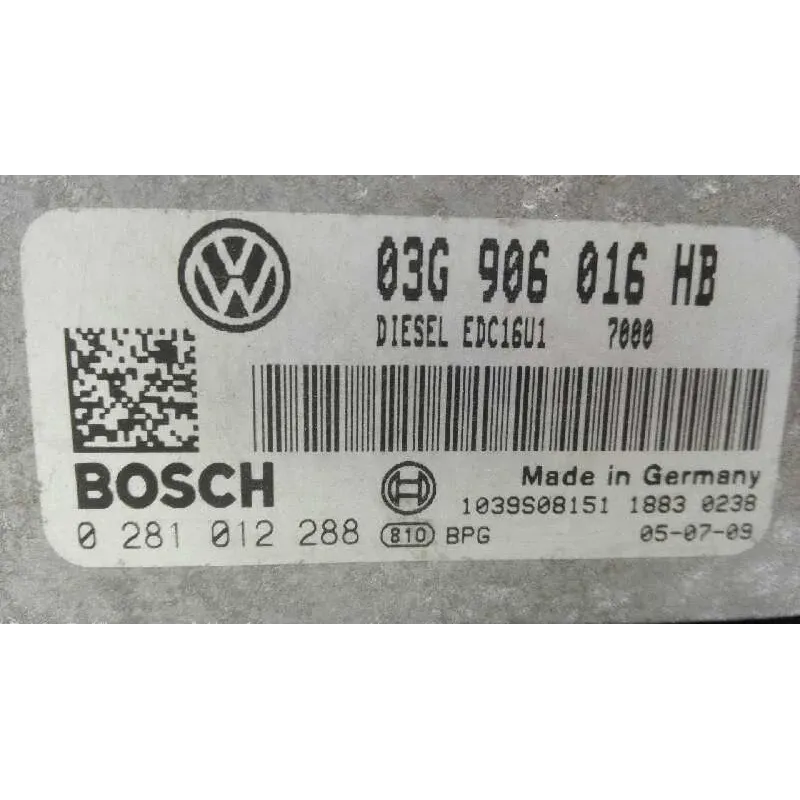 03G 906 016 HB
DIESEL EDC16U1 7000
BOSCH
Made in Germany
1039S08151 1883 0238
0 281 012 288 810 BPG 05-07-09